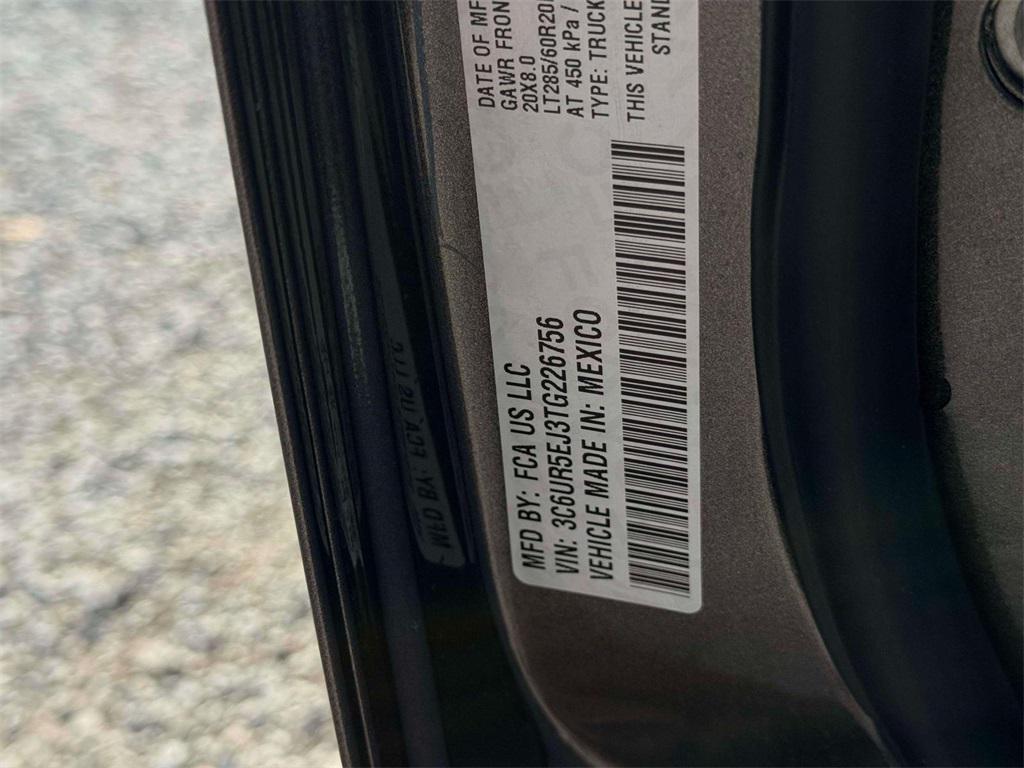 MFD BY: FCA US LLC
VIN: 3C6UR5EJ3TG226756
VEHICLE MADE IN: MEXICO
DATE OF MF
GAWR FRON
20X8.0
LT285/60R20
AT 450 kPa /
TYPE: TRUCK
THIS VEHICLE
STAND